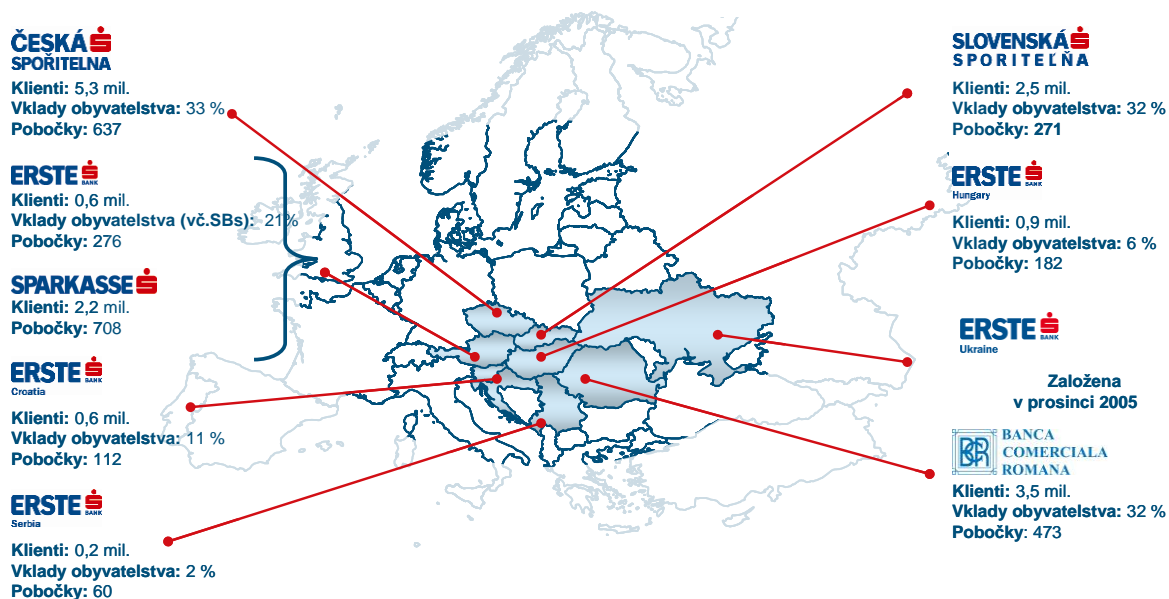 ČESKÁ
SPOŘITELNA
Klienti: 5,3 mil.
Vklady obyvatelstva: 33 %
Pobočky: 637
ERSTE
BANK
Klienti: 0,6 mil.
Vklady obyvatelstva (vč.SBs): 21%
Pobočky: 276
SPARKASSE
Klienti: 2,2 mil.
Pobočky: 708
ERSTE
BANK
Croatia
Klienti: 0,6 mil.
Vklady obyvatelstva: 11 %
Pobočky: 112
ERSTE
BANK
Serbia
Klienti: 0,2 mil.
Vklady obyvatelstva: 2 %
Pobočky: 60
SLOVENSKÁ
SPORITEĽŇA
Klienti: 2,5 mil.
Vklady obyvatelstva: 32 %
Pobočky: 271
ERSTE
BANK
Hungary
Klienti: 0,9 mil.
Vklady obyvatelstva: 6 %
Pobočky: 182
ERSTE
BANK
Ukraine
Založena
v prosinci 2005
BCR
BANCA
COMERCIALA
ROMANA
Klienti: 3,5 mil.
Vklady obyvatelstva: 32 %
Pobočky: 473